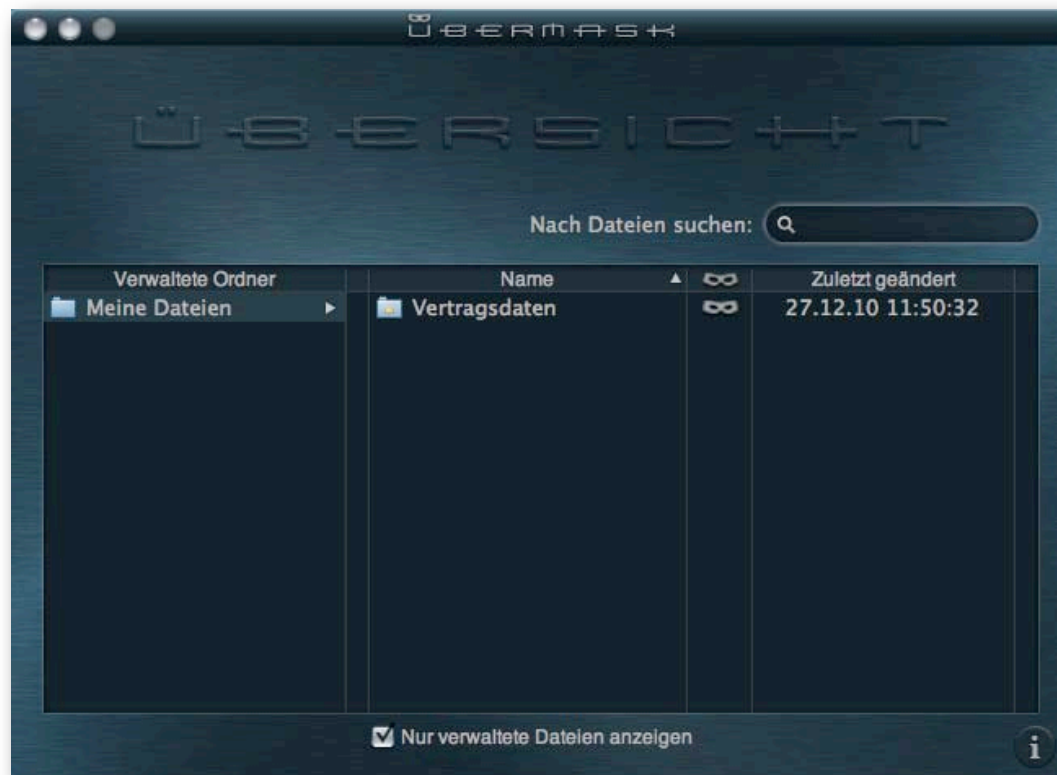 ÜBERMASK
ÜBERSICHT
Nach Dateien suchen:
Verwaltete Ordner Name Zuletzt geändert
Meine Dateien Vertragsdaten 27.12.10 11:50:32
Nur verwaltete Dateien anzeigen
i